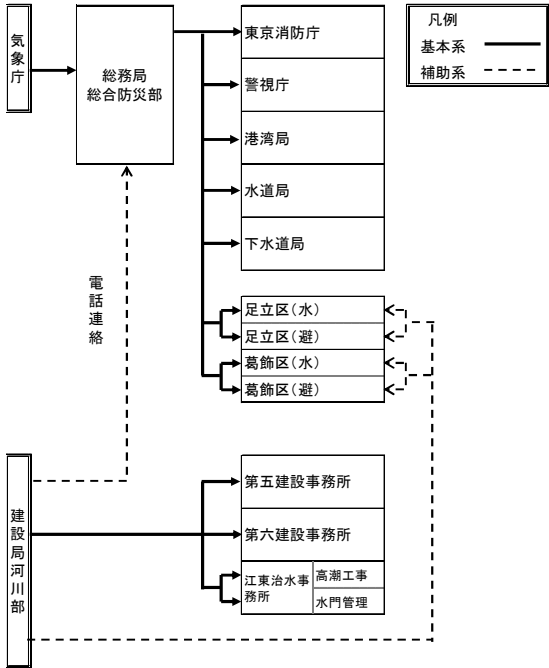 気象庁
総務局
総合防災部
東京消防庁
警視庁
港湾局
水道局
下水道局
足立区（水）
足立区（避）
葛飾区（水）
葛飾区（避）
凡例
基本系
補助系
電話連絡
建設局河川部
第五建設事務所
第六建設事務所
江東治水事
務所
高潮工事
水門管理